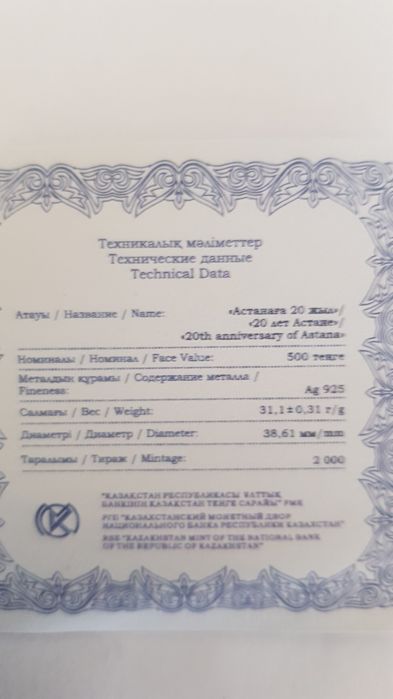 Техникалық мәліметтер
Технические данные
Technical Data
Атауы / Название / Name: «Астанаға 20 жыл»/
«20 лет Астане»/
«20th anniversary of Astana»
Номиналы / Номинал / Face Value: 500 тенге
Металдың құрамы / Содержание металла /
Fineness: Ag 925
Салмағы / Вес / Weight: 31,1±0,31 г/g
Диаметрі / Диаметр / Diameter: 38,61 мм/mm
Таралымы / Тираж / Mintage: 2 000
"ҚАЗАҚСТАН РЕСПУБЛИКАСЫ ҰЛТТЫҚ
БАНКІНІҢ ҚАЗАҚСТАН ТЕҢГЕ САРАЙЫ" РМК
РГП "КАЗАХСТАНСКИЙ МОНЕТНЫЙ ДВОР
НАЦИОНАЛЬНОГО БАНКА РЕСПУБЛИКИ КАЗАХСТАН"
RSE "KAZAKHSTAN MINT OF THE NATIONAL BANK
OF THE REPUBLIC OF KAZAKHSTAN"